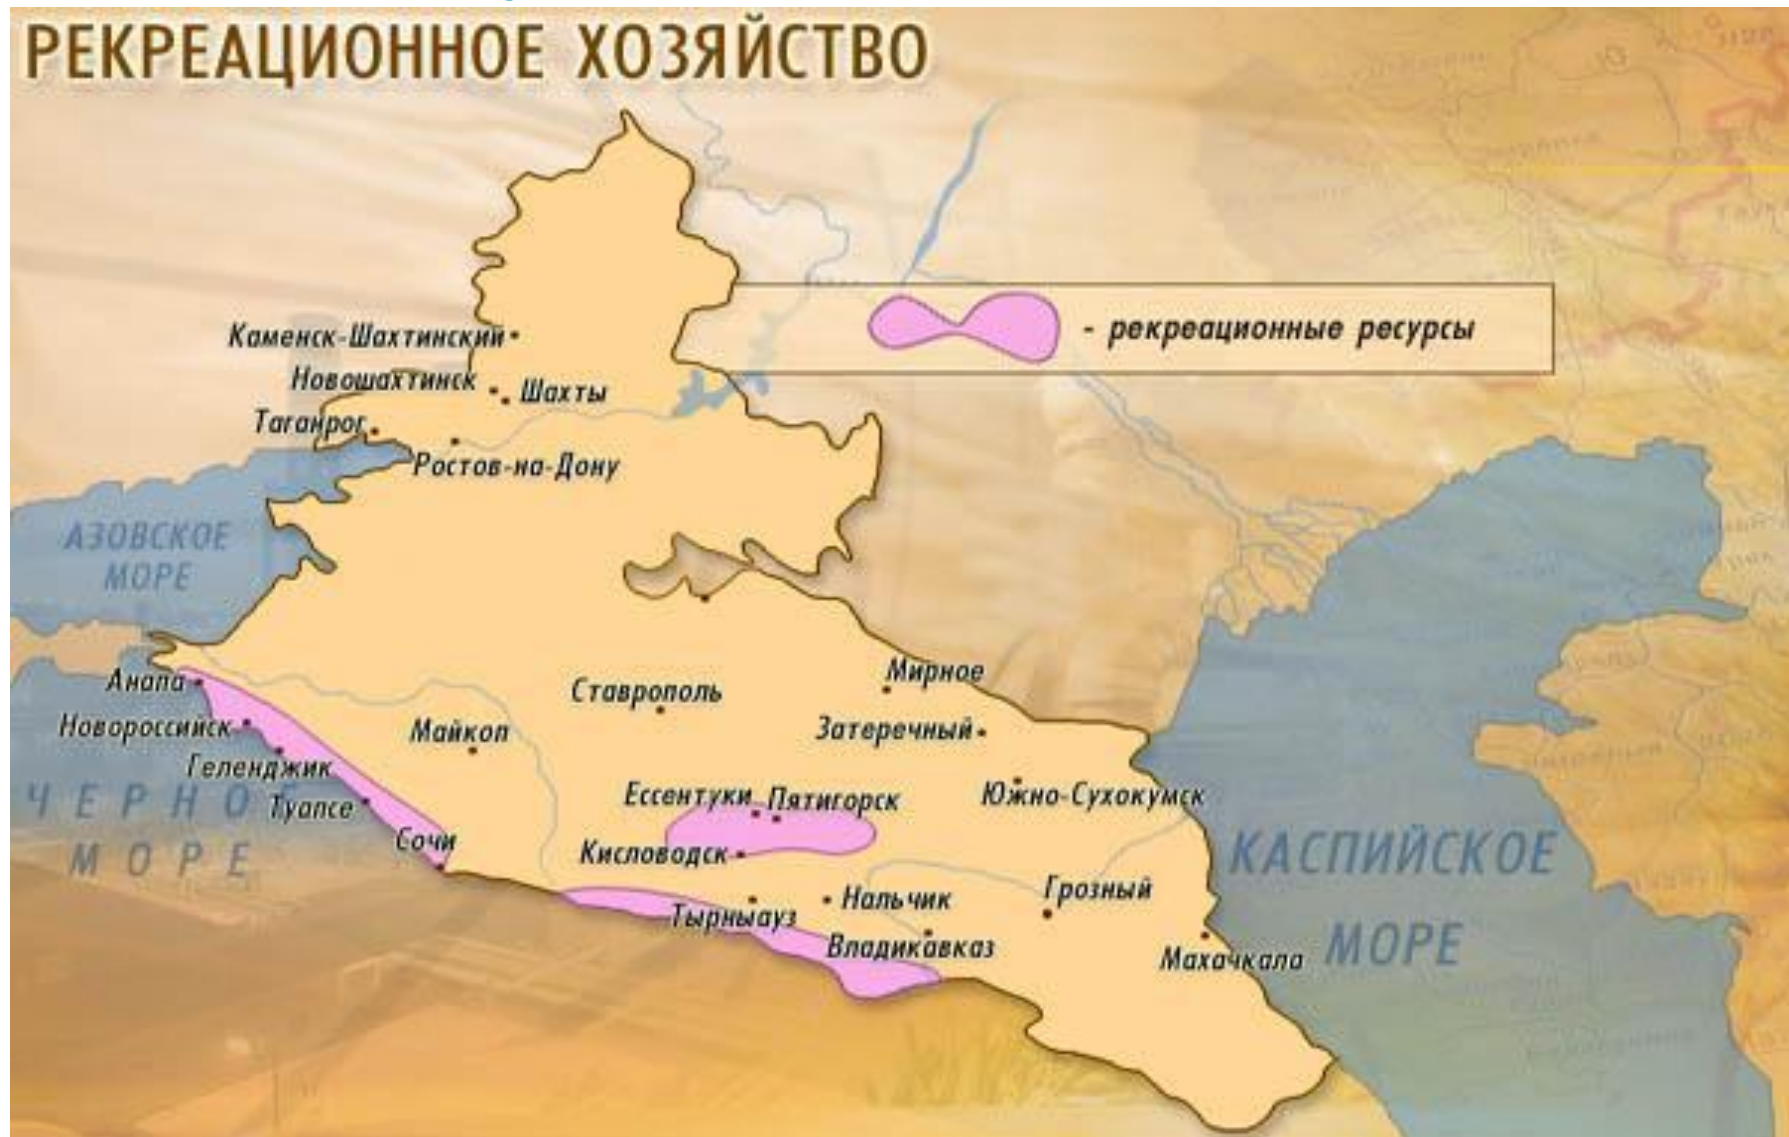 РЕКРЕАЦИОННОЕ ХОЗЯЙСТВО
- рекреационные ресурсы
Каменск-Шахтинский
Новошахтинск
Шахты
Таганрог
Ростов-на-Дону
АЗОВСКОЕ
МОРЕ
Анапа
Ставрополь
Мирное
Новороссийск
Майкоп
Затеречный
Геленджик
ЧЕРНОЕ
МОРЕ
Туапсе
Ессентуки
Пятигорск
Южно-Сухокумск
Сочи
Кисловодск
КАСПИЙСКОЕ
МОРЕ
Нальчик
Грозный
Тырныауз
Владикавказ
Махачкала